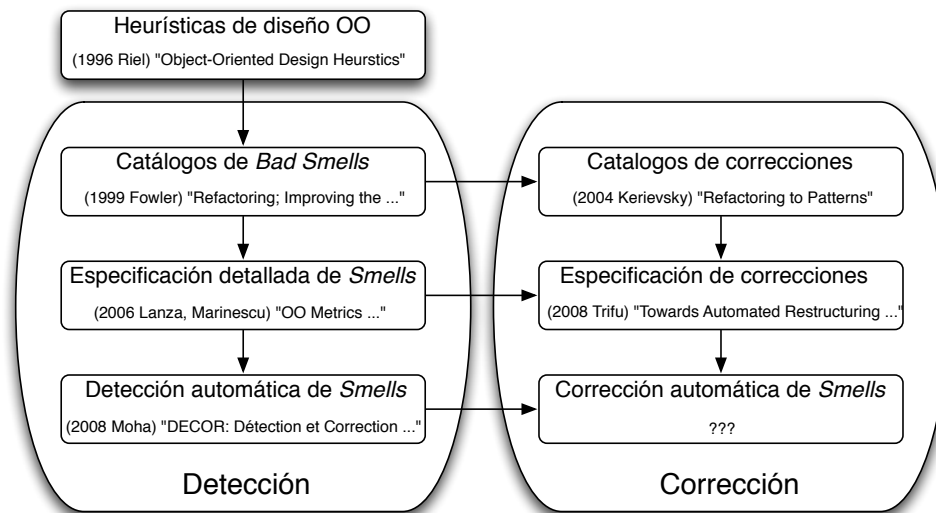 Heurísticas de diseño OO
(1996 Riel) "Object-Oriented Design Heurstics"
Catálogos de Bad Smells
(1999 Fowler) "Refactoring; Improving the ..."
Especificación detallada de Smells
(2006 Lanza, Marinescu) "OO Metrics ..."
Detección automática de Smells
(2008 Moha) "DECOR: Détection et Correction ..."
Detección
Catalogos de correcciones
(2004 Kerievsky) "Refactoring to Patterns"
Especificación de correcciones
(2008 Trifu) "Towards Automated Restructuring ..."
Corrección automática de Smells
???
Corrección